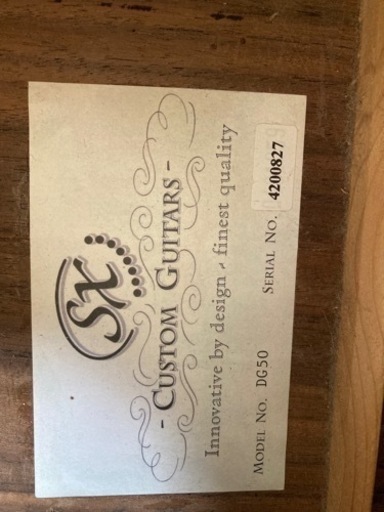 SX
- CUSTOM GUITARS -
Innovative by design - finest quality
MODEL NO. DG50 SERIAL NO. 4200827